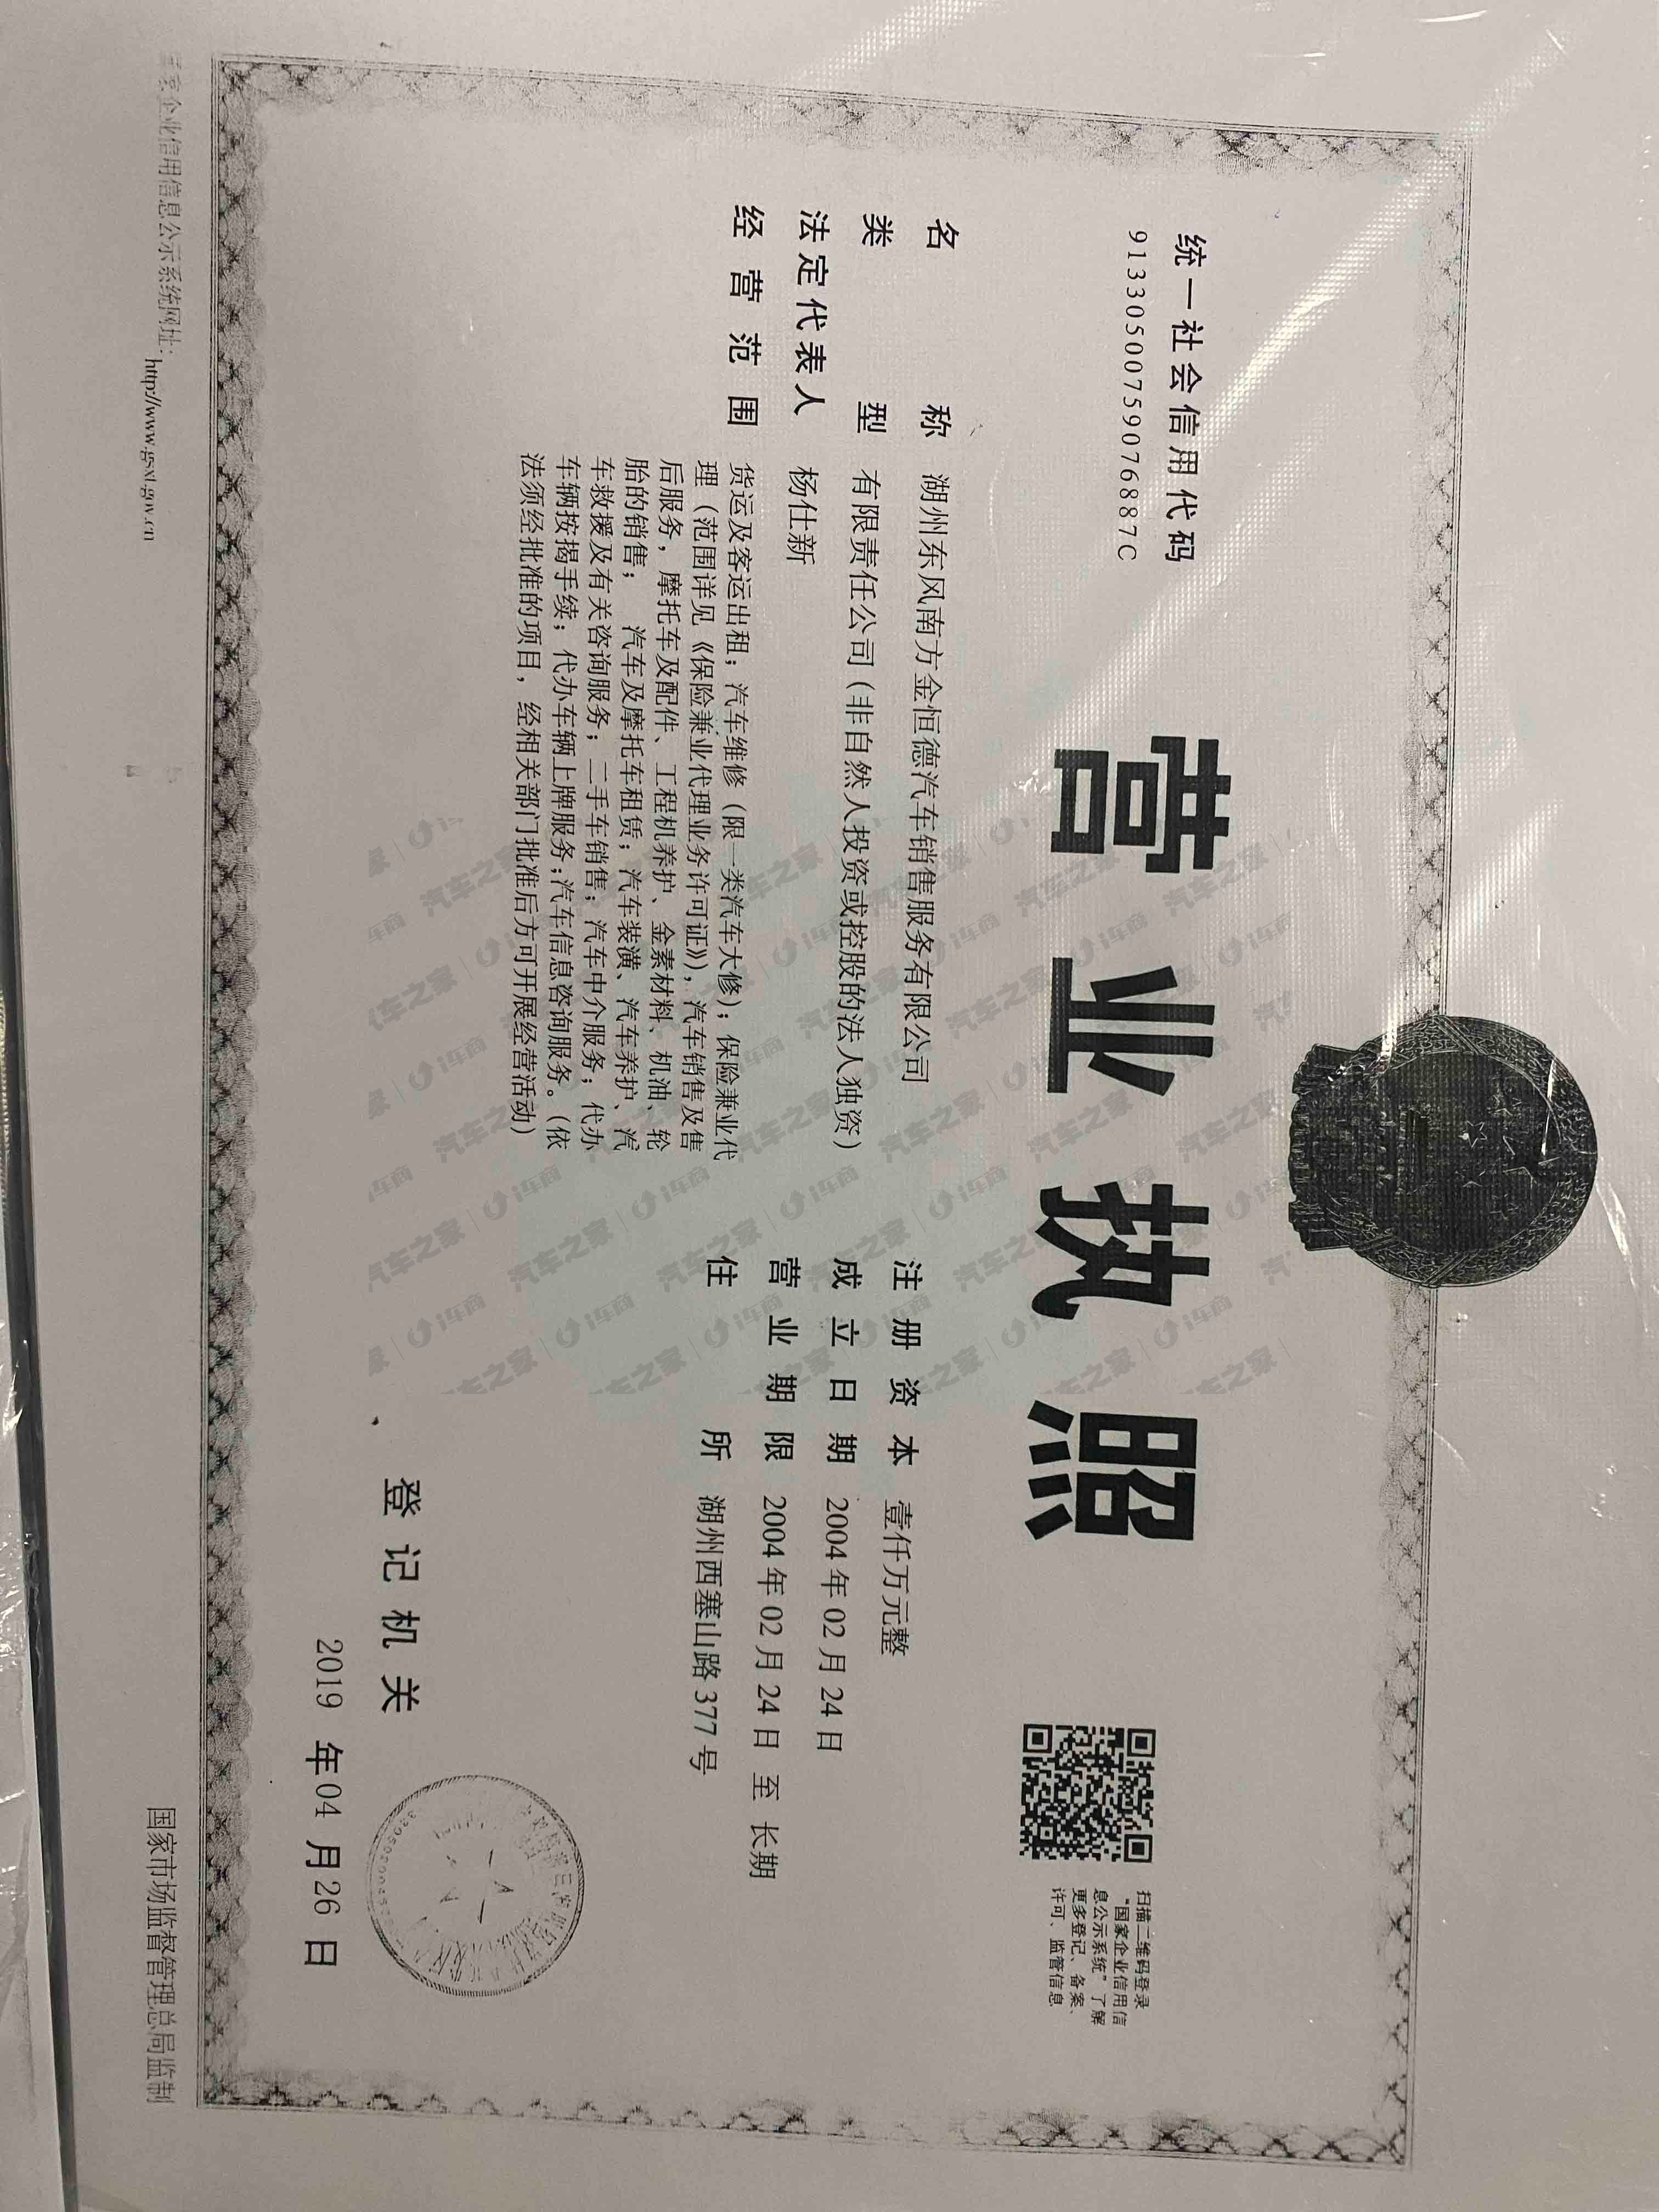 营业执照
统一社会信用代码
91330500759076887C
扫描二维码登录
“国家企业信用信
息公示系统”了解
更多登记、备案、
许可、监管信息
名称 湖州东风南方金恒德汽车销售服务有限公司
类型 有限责任公司（非自然人投资或控股的法人独资）
法定代表人 杨仕新
经营范围 货运及客运出租；汽车维修（限一类汽车大修）；保险兼业代
理（范围详见《保险兼业代理业务许可证》），汽车销售及售
后服务，摩托车及配件、工程机养护、金素材料、机油、轮
胎的销售； 汽车及摩托车租赁；汽车装潢、汽车养护、汽
车救援及有关咨询服务；二手车销售；汽车中介服务；代办
车辆按揭手续；代办车辆上牌服务；汽车信息咨询服务。（依
法须经批准的项目，经相关部门批准后方可开展经营活动）
注册资本 壹仟万元整
成立日期 2004年02月24日
营业期限 2004年02月24日 至 长期
住所 湖州西塞山路377号
登记机关
2019 年04 月26 日
国家企业信用信息公示系统网址：http://www.gsxt.gov.cn
国家市场监督管理总局监制
汽车之家 | i车商